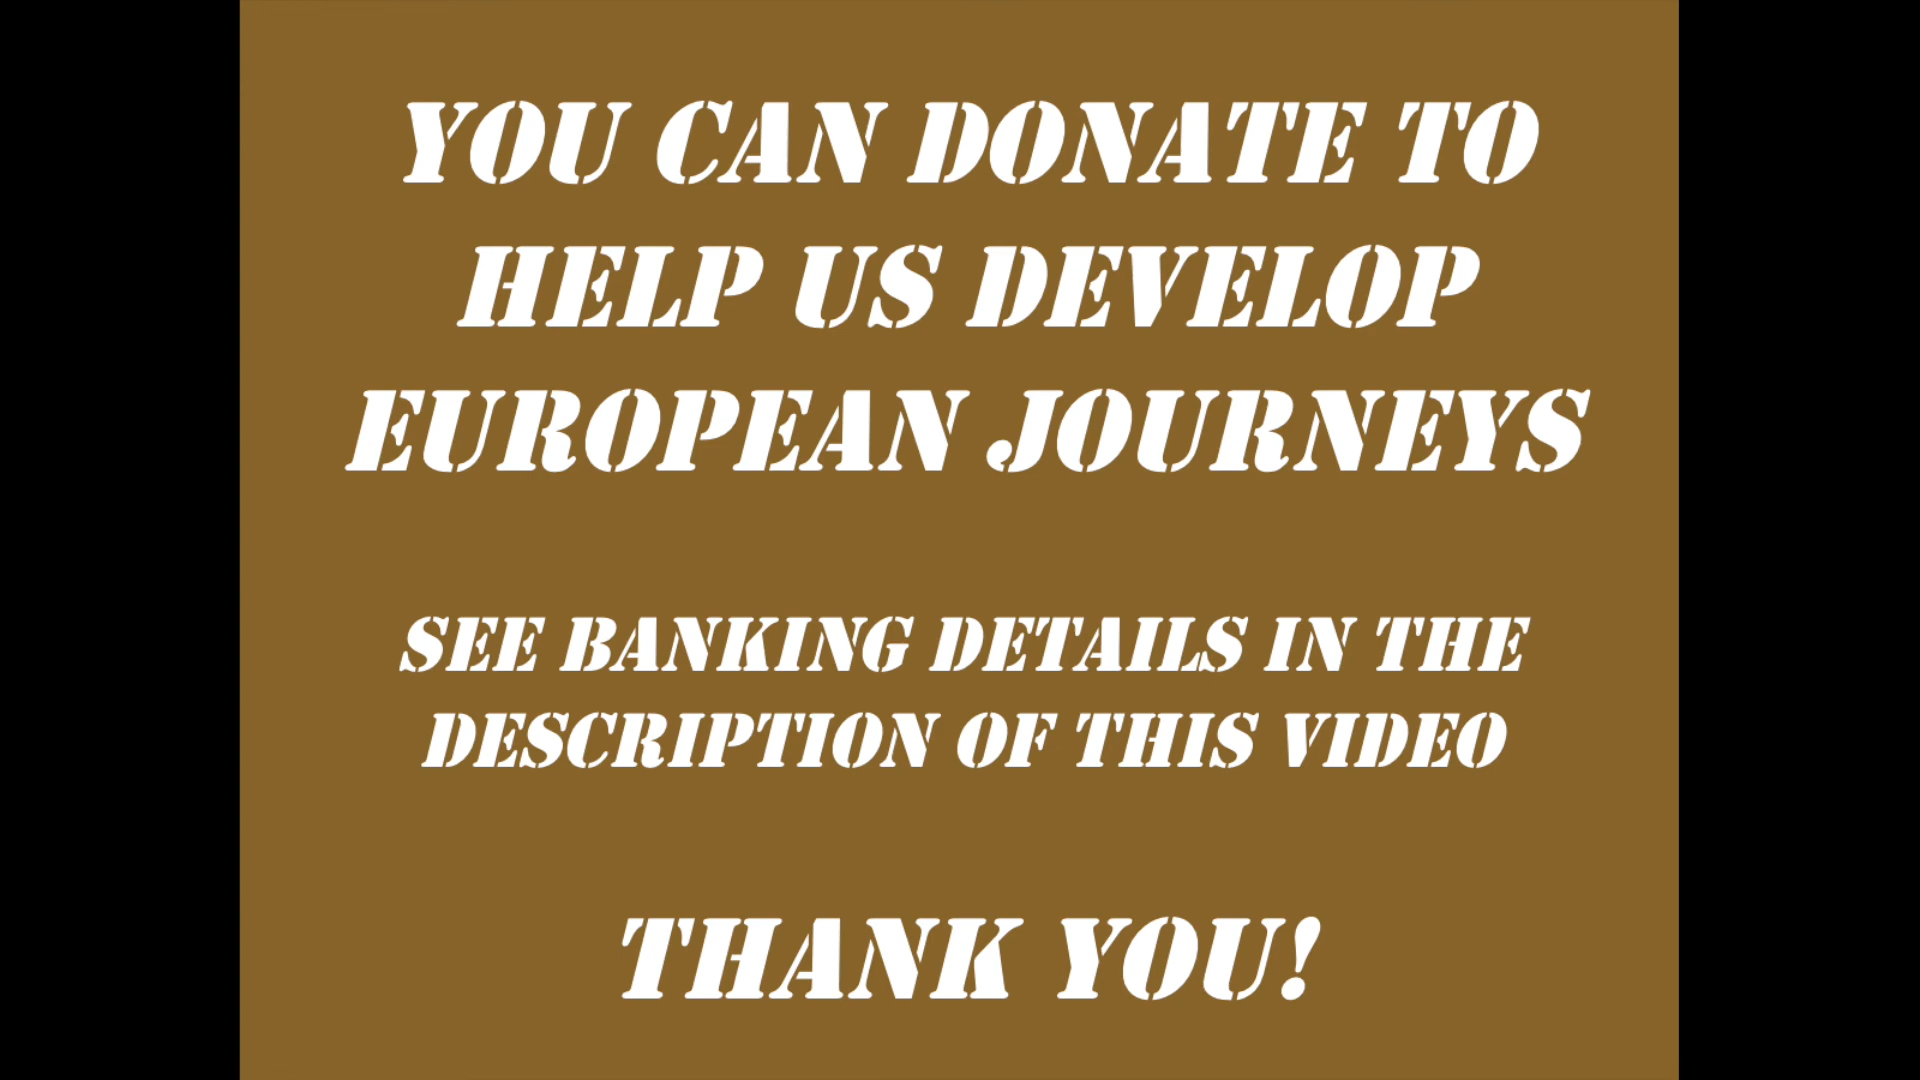 YOU CAN DONATE TO
HELP US DEVELOP
EUROPEAN JOURNEYS
SEE BANKING DETAILS IN THE
DESCRIPTION OF THIS VIDEO
THANK YOU!